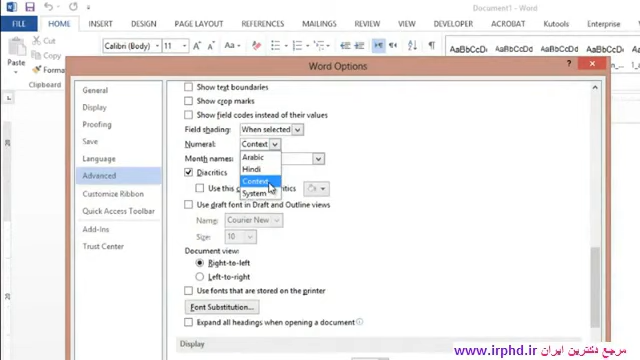 Document1 - Word
FILE HOME INSERT DESIGN PAGE LAYOUT REFERENCES MAILINGS REVIEW VIEW DEVELOPER ACROBAT Kutools Enterprise
Cut
Copy
Paste
Format
Clipboard
Calibri (Body) 11
AaBbCcDc AaBbCcDc
Word Options
General
Display
Proofing
Save
Language
Advanced
Customize Ribbon
Quick Access Toolbar
Add-Ins
Trust Center
Show text boundaries
Show crop marks
Show field codes instead of their values
Field shading: When selected
Numeral: Context
Arabic
Hindi
Context
System
Month names:
Diacritics
Use this
Use draft font in Draft and Outline views
Name: Courier New
Size: 10
Document view:
Right-to-left
Left-to-right
Use fonts that are stored on the printer
Font Substitution...
Expand all headings when opening a document
Display
مرجع دکترین ایران www.irphd.ir